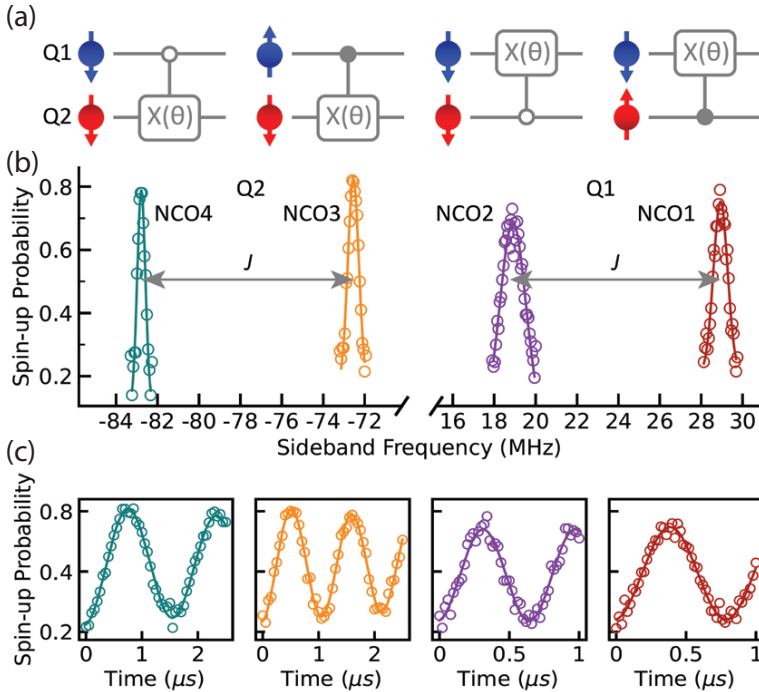 (a)
Q1
Q2
X(θ) X(θ) X(θ) X(θ)
(b)
Spin-up Probability
0.8
0.6
0.4
0.2
NCO4 Q2 NCO3 NCO2 Q1 NCO1
J J
-84 -82 -80 -78 -76 -74 -72 16 18 20 22 24 26 28 30
Sideband Frequency (MHz)
(c)
Spin-up Probability
0.8
0.4
0.2
0 1 2 0 1 2 0 0.5 1 0 0.5 1
Time (μs) Time (μs) Time (μs) Time (μs)